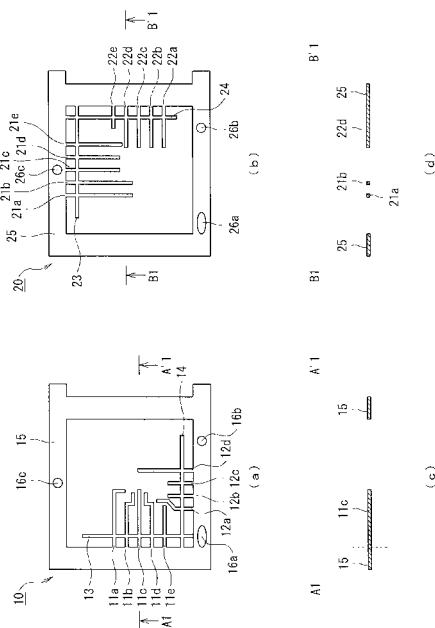 10
13
11a
11b
11c
11d
11e
16a
16c
15
14
12a
12b
12c
12d
16b
A1
A'1
(a)
20
25
23
21a
21b
26c
21c
21d
21e
22e
22d
22c
22b
22a
24
26a
26b
B1
B'1
(b)
A1
A'1
15
11c
15
(c)
B1
B'1
25
21a
21b
22d
25
(d)